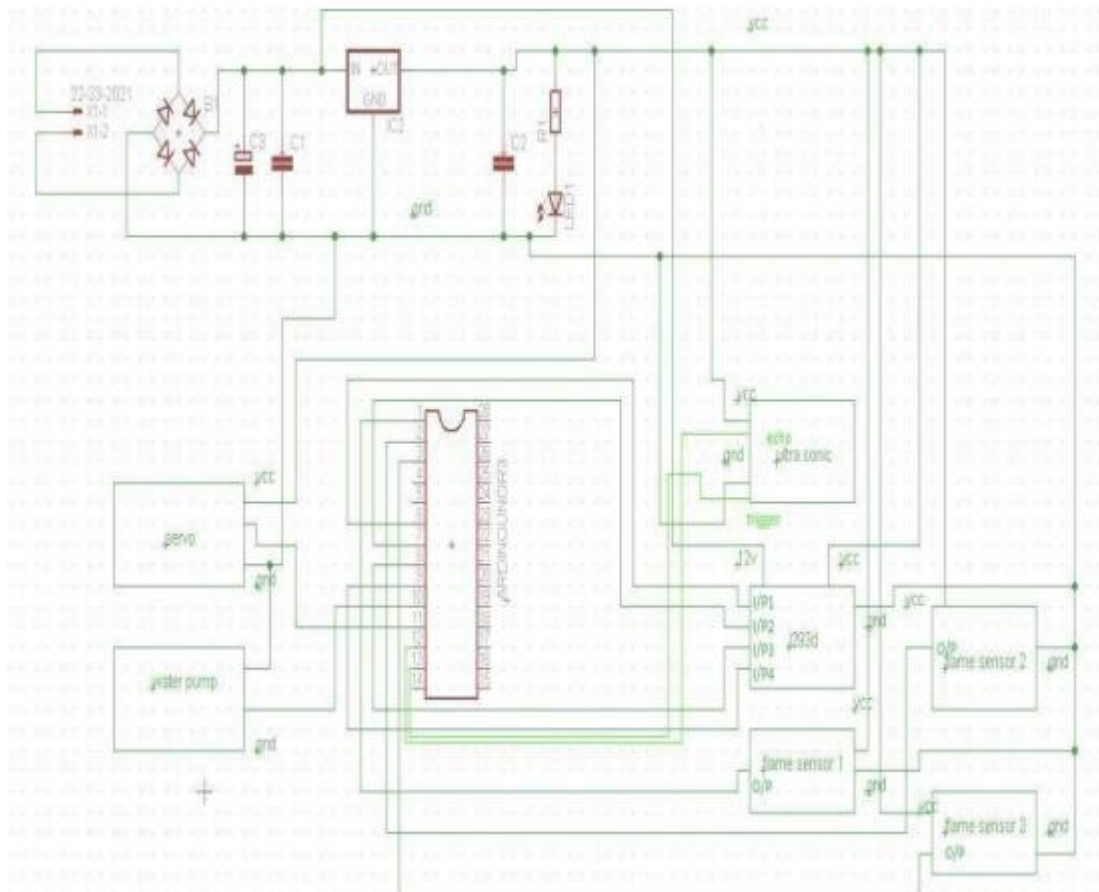 vcc
22-23-2021
X1-1
X1-2
B1
IN +OUT
GND
C3
C1
C2
R1
LED1
gnd
vcc
echo
gnd
ultra sonic
trigger
ARDINOUNOR3
vcc
servo
gnd
12v
vcc
I/P1
I/P2
I/P3
I/P4
l293d
gnd
vcc
O/P
flame sensor 2
gnd
water pump
gnd
vcc
flame sensor 1
O/P
gnd
vcc
flame sensor 3
gnd
O/P